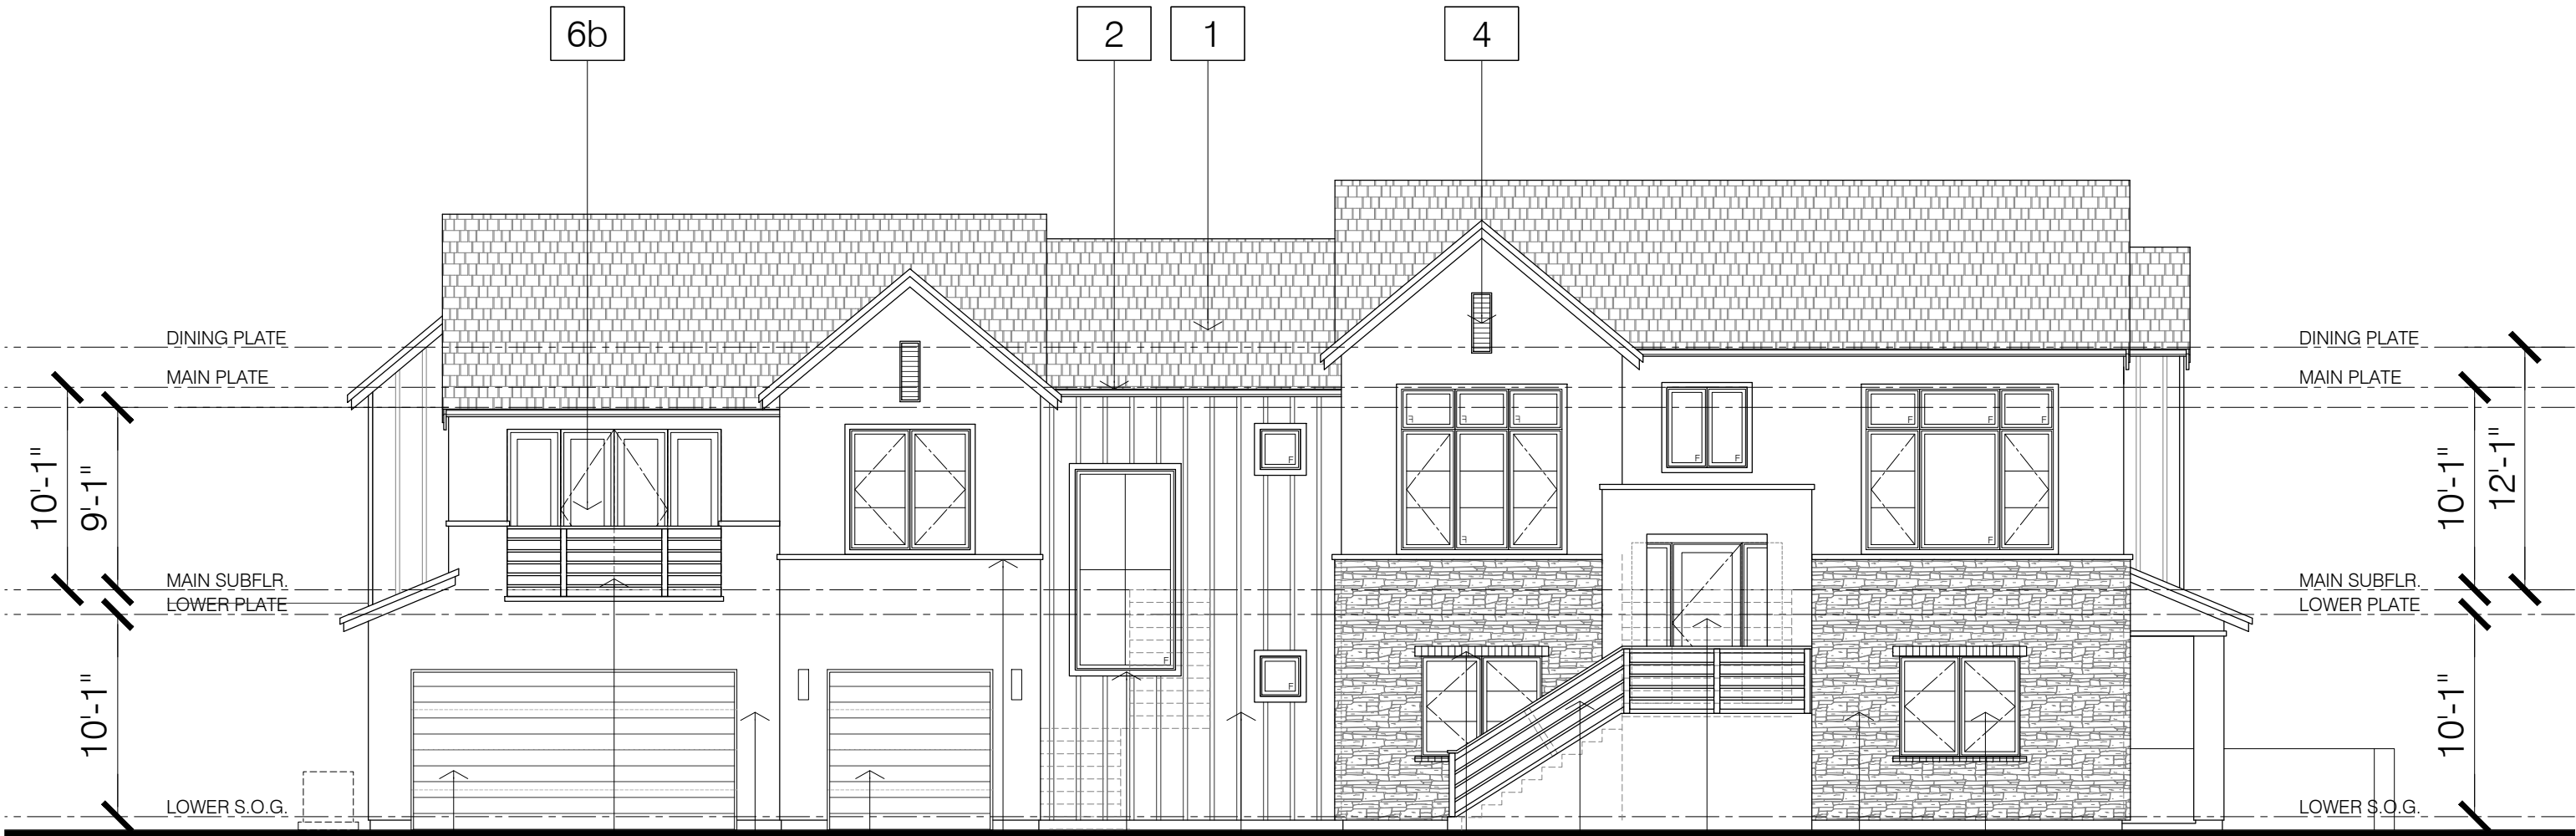 6b
2
1
4
DINING PLATE
DINING PLATE
MAIN PLATE
MAIN PLATE
10'-1"
9'-1"
10'-1"
12'-1"
F
F
F
F
F
F
F
F
F
F
F
F
F
MAIN SUBFLR.
MAIN SUBFLR.
LOWER PLATE
LOWER PLATE
10'-1"
10'-1"
LOWER S.O.G.
LOWER S.O.G.